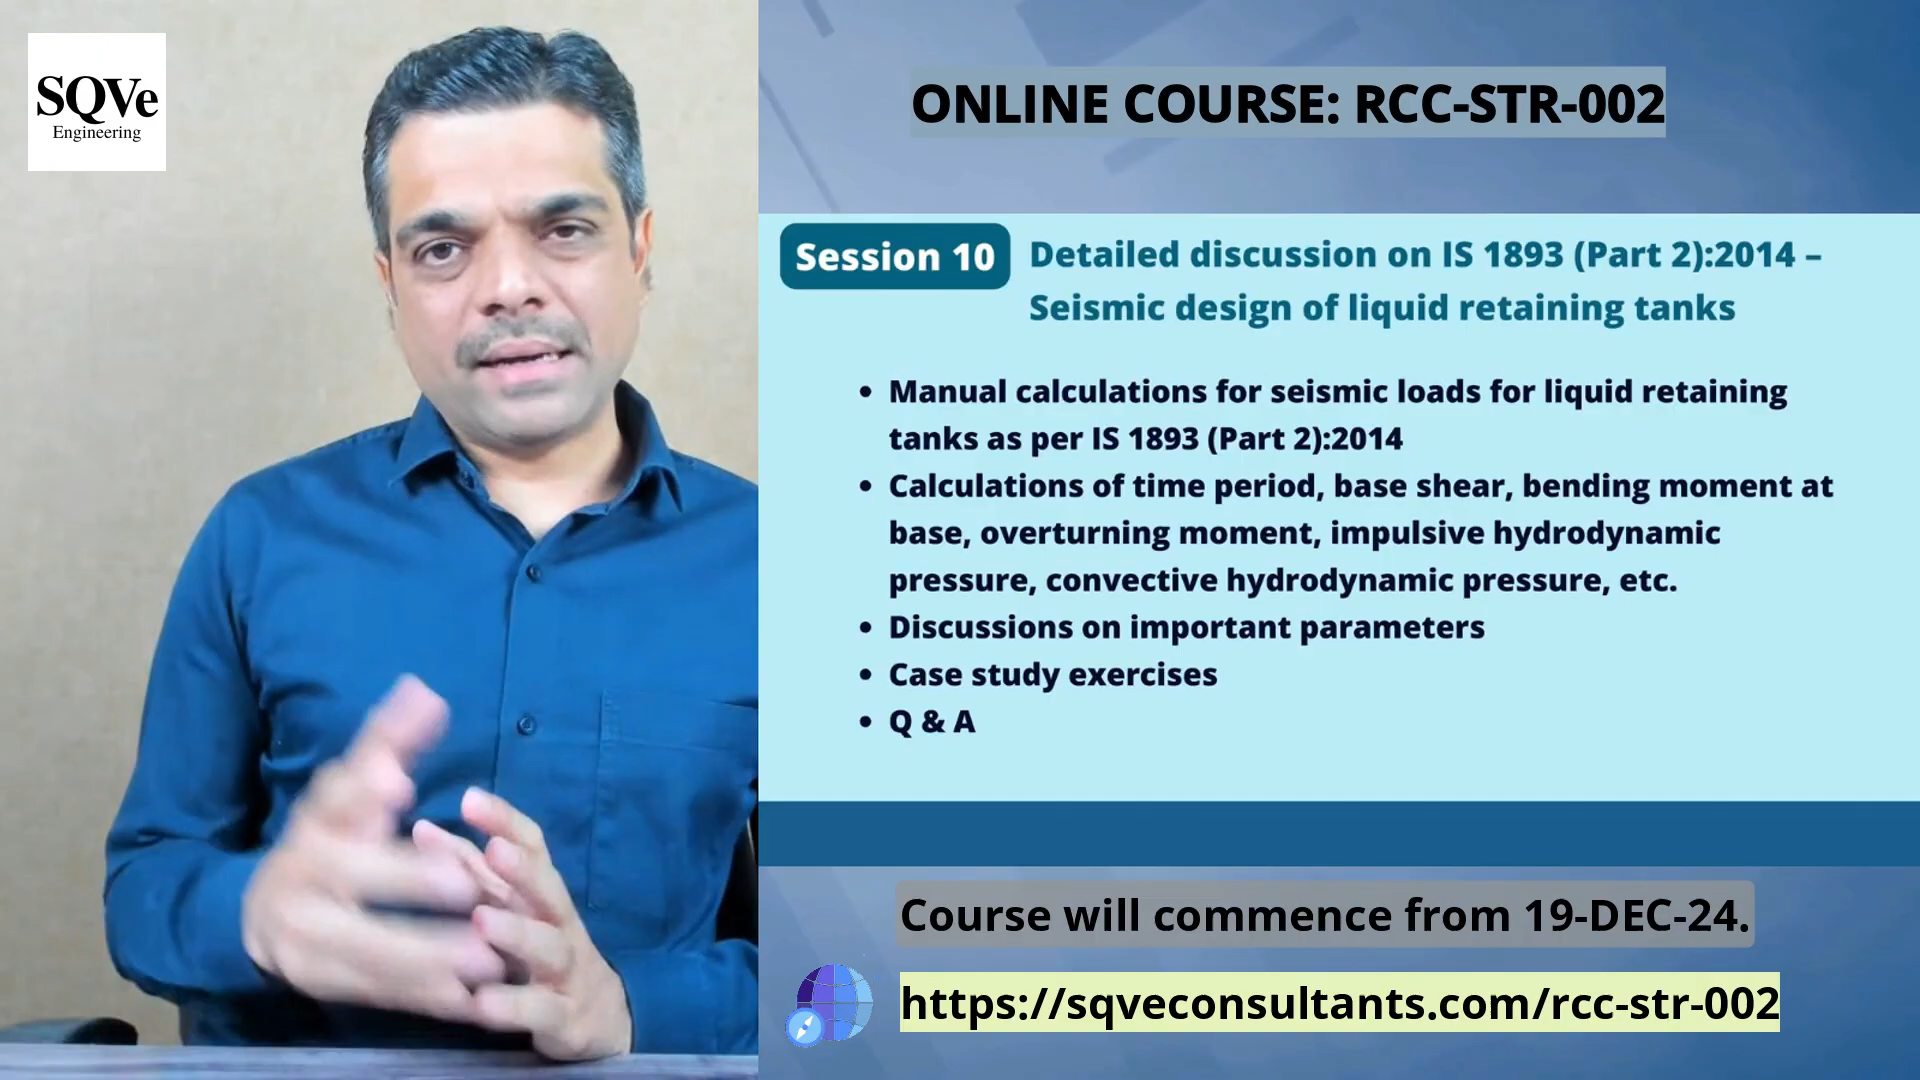 SQVe
Engineering
ONLINE COURSE: RCC-STR-002
Session 10
Detailed discussion on IS 1893 (Part 2):2014 –
Seismic design of liquid retaining tanks
• Manual calculations for seismic loads for liquid retaining
tanks as per IS 1893 (Part 2):2014
• Calculations of time period, base shear, bending moment at
base, overturning moment, impulsive hydrodynamic
pressure, convective hydrodynamic pressure, etc.
• Discussions on important parameters
• Case study exercises
• Q & A
Course will commence from 19-DEC-24.
https://sqveconsultants.com/rcc-str-002